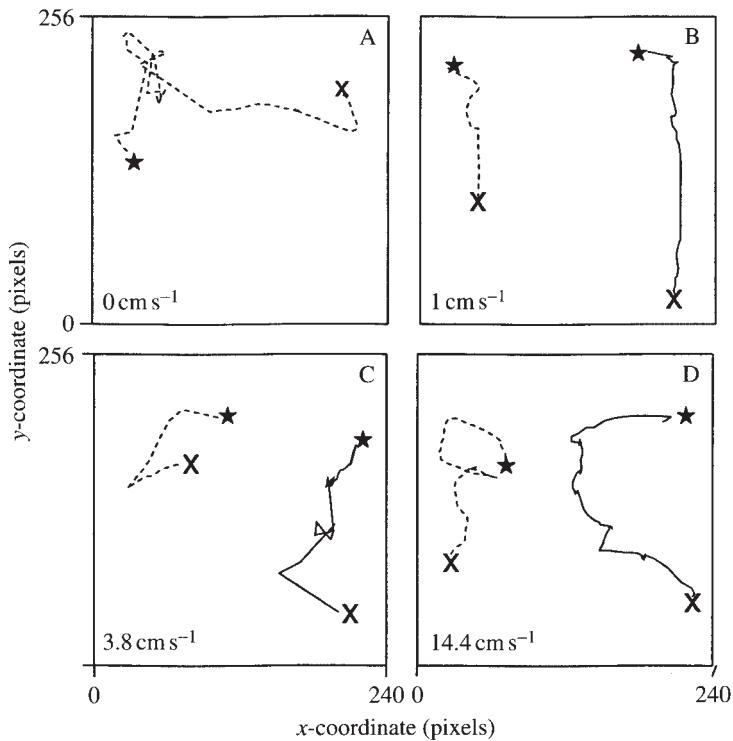 256
A
B
0 cm s⁻¹
1 cm s⁻¹
0
y-coordinate (pixels)
256
C
D
3.8 cm s⁻¹
14.4 cm s⁻¹
0
240
0
240
x-coordinate (pixels)